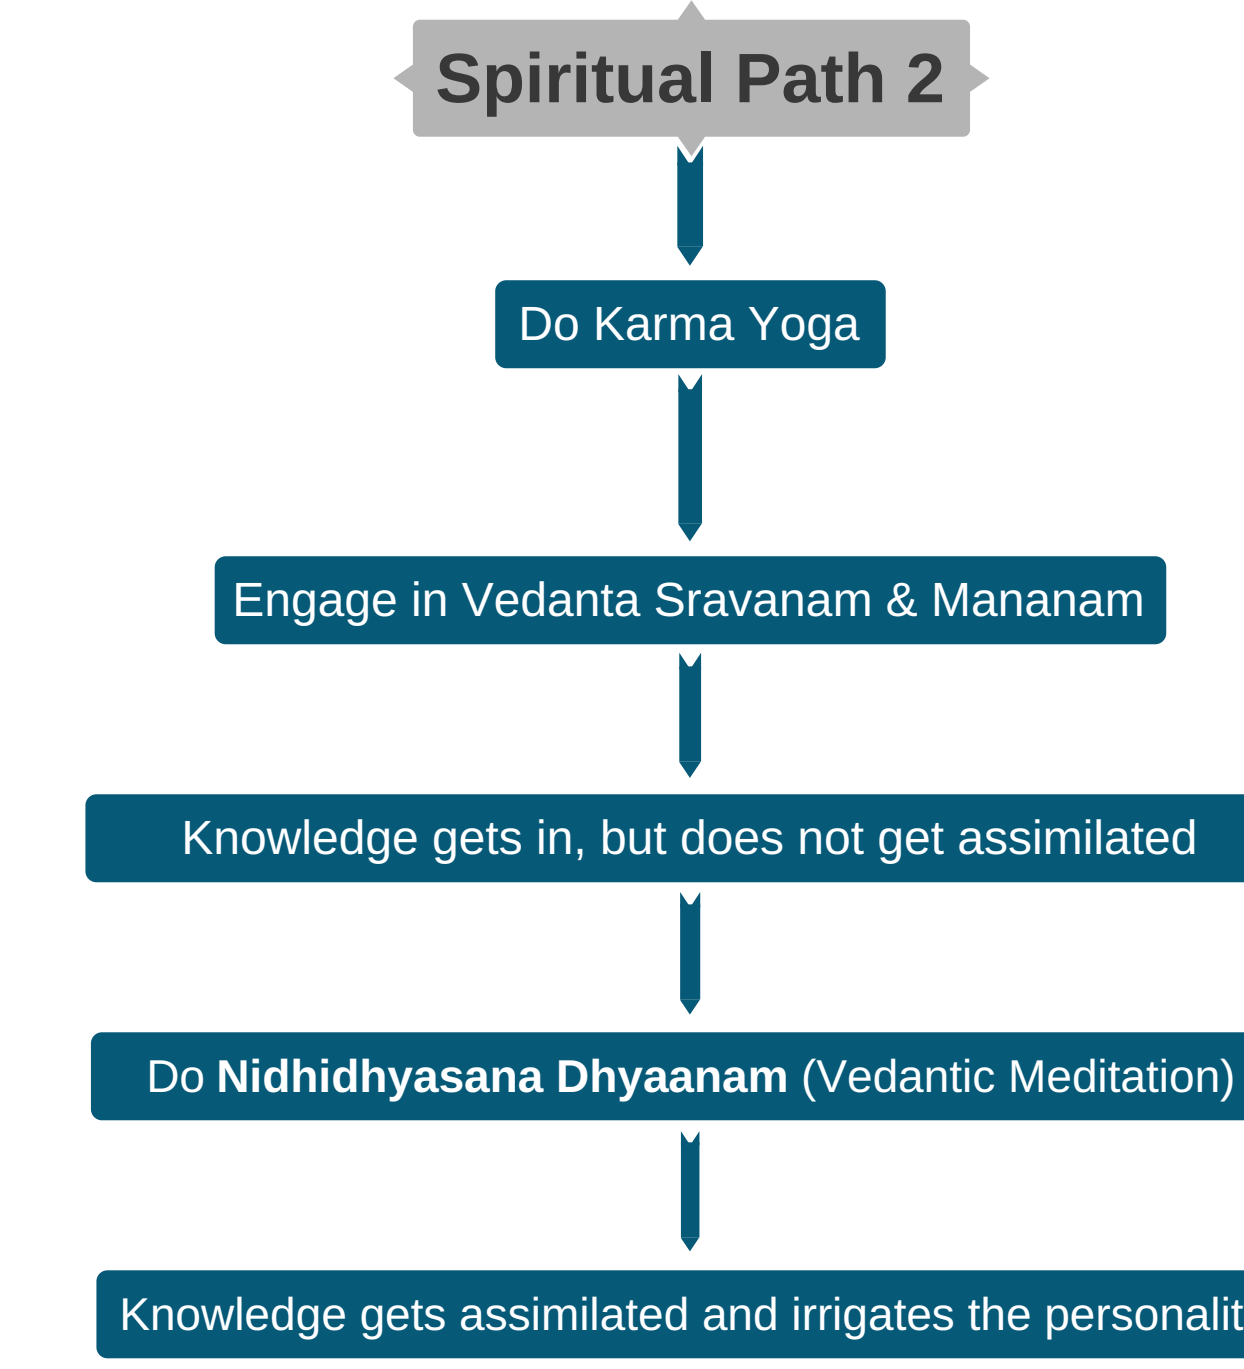 Spiritual Path 2
Do Karma Yoga
Engage in Vedanta Sravanam & Mananam
Knowledge gets in, but does not get assimilated
Do Nidhidhyasana Dhyaanam (Vedantic Meditation)
Knowledge gets assimilated and irrigates the personalit